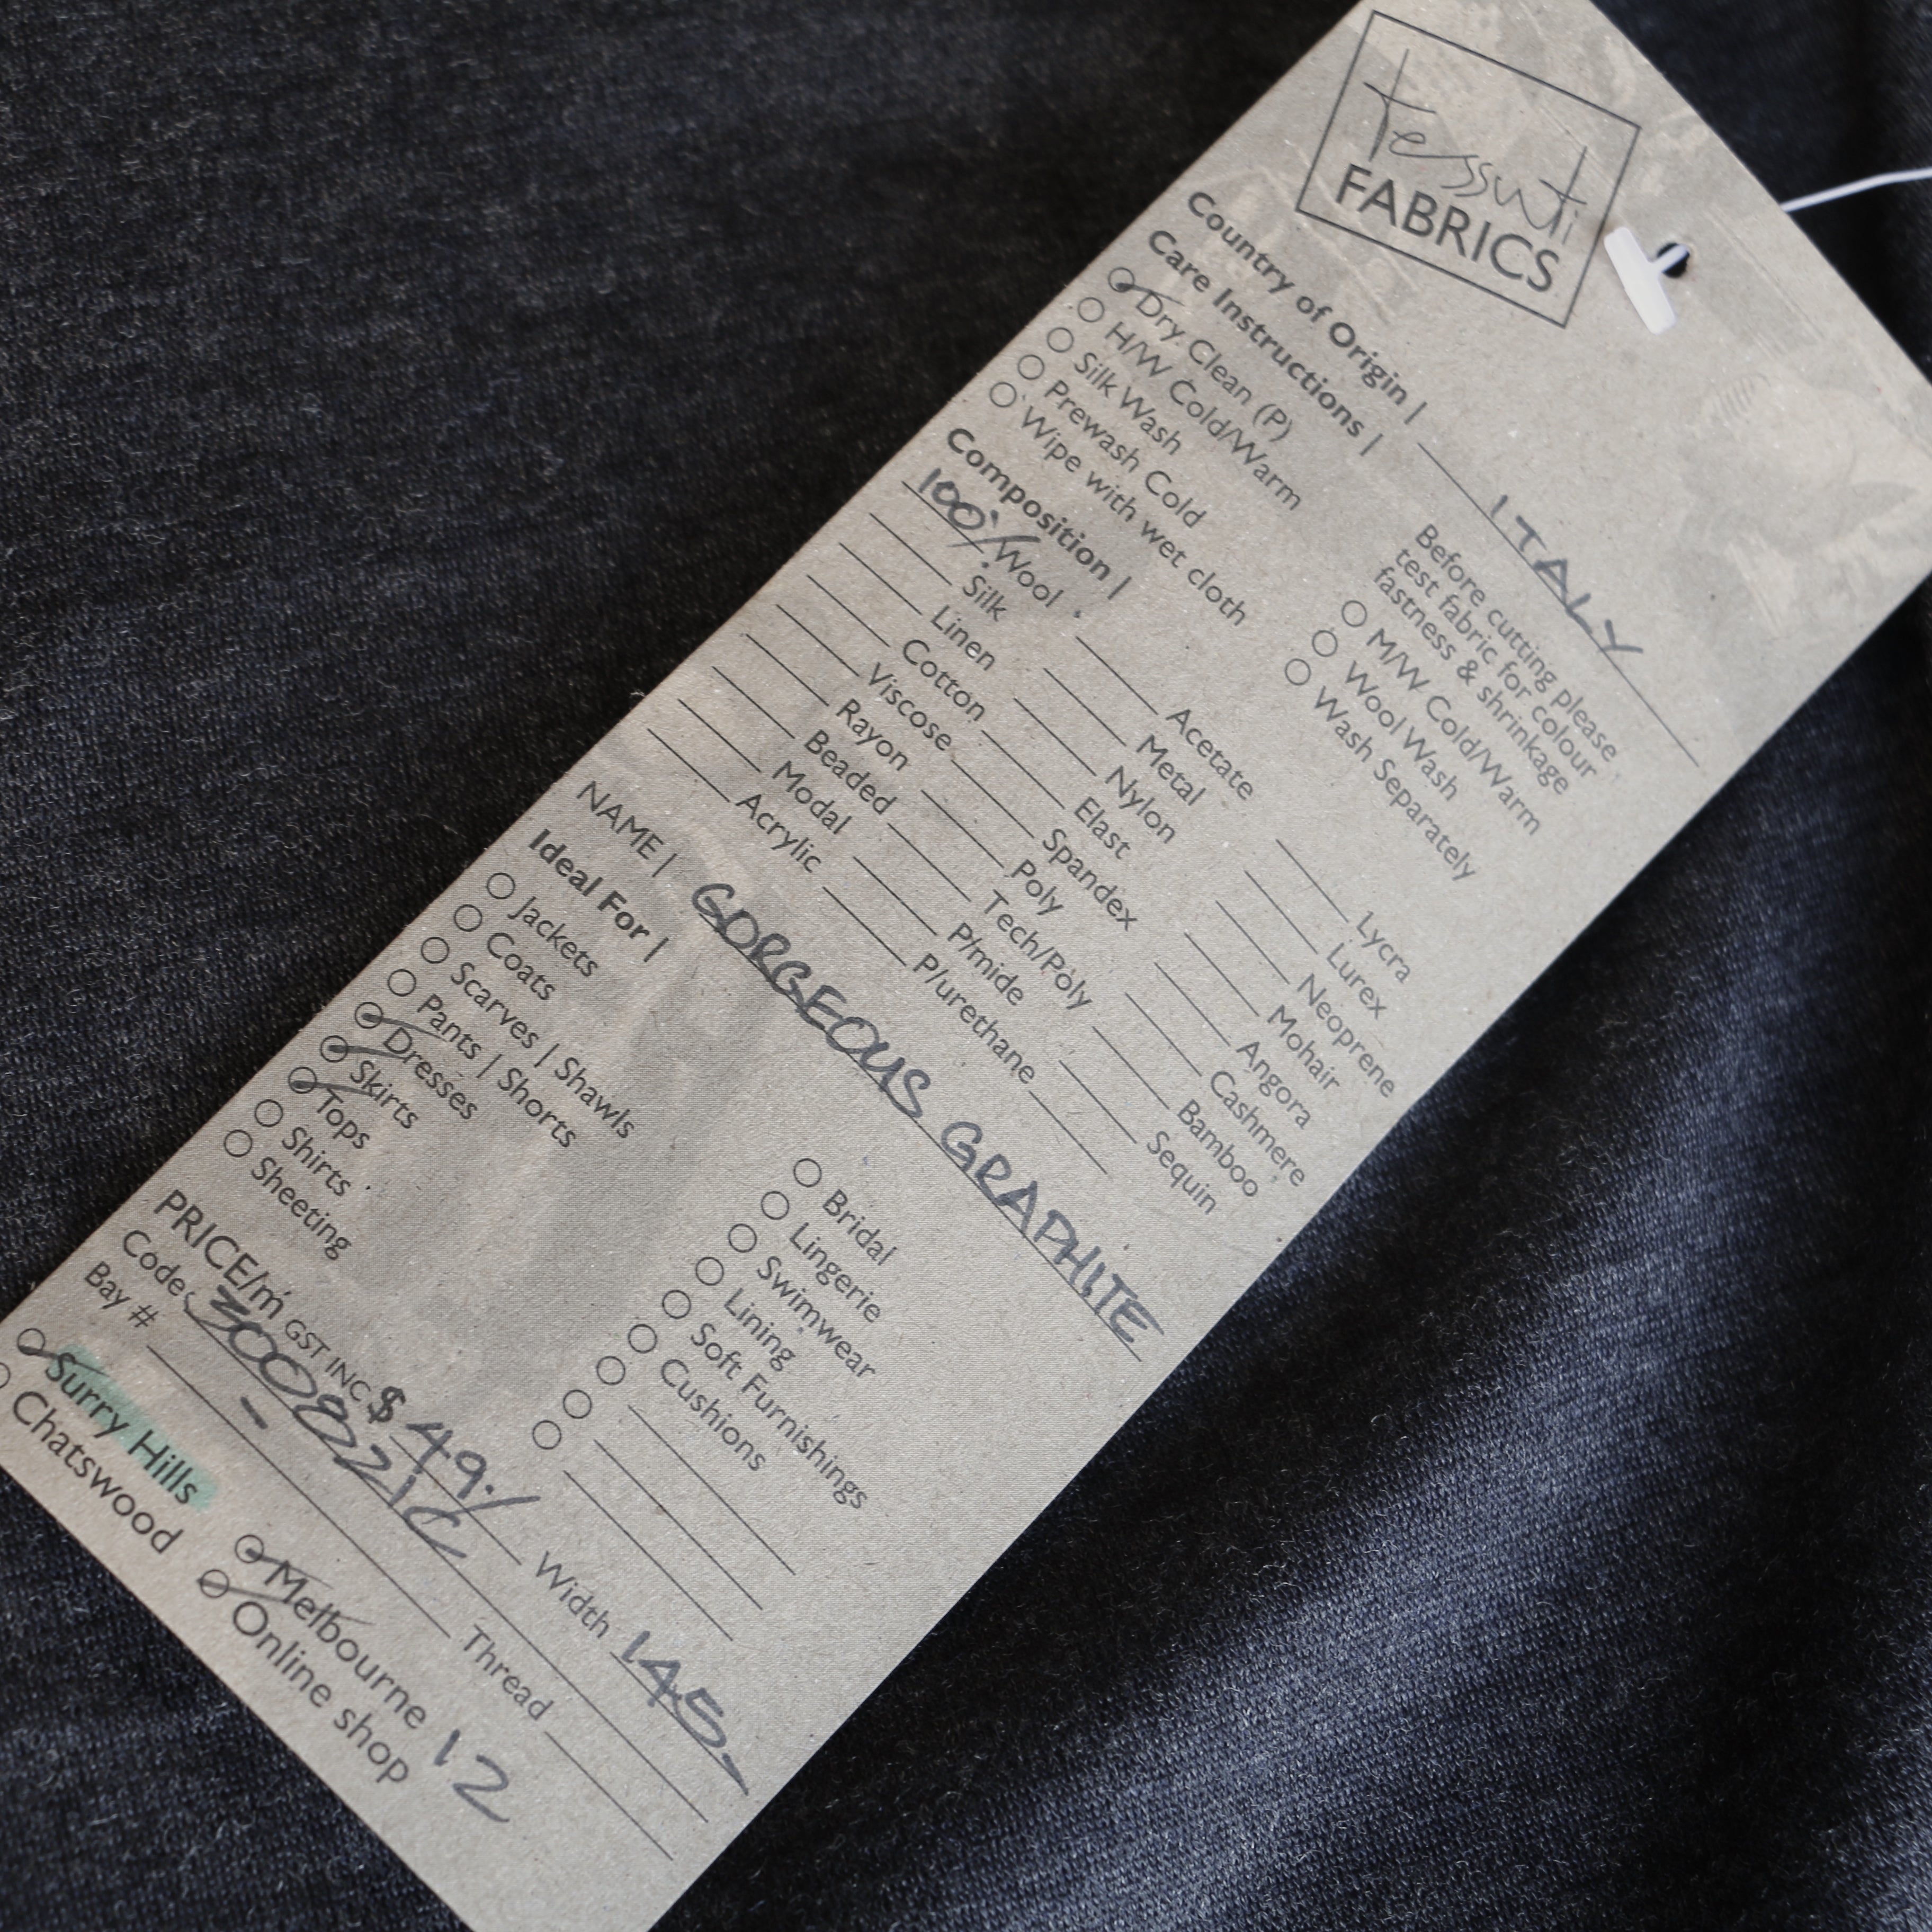 tessuti
FABRICS
Country of Origin | ITALY
Care Instructions |
Before cutting please
test fabric for colour
fastness & shrinkage
Dry Clean (P)
H/W Cold/Warm
Silk Wash
Prewash Cold
Wipe with wet cloth
M/W Cold/Warm
Wool Wash
Wash Separately
Composition |
100% Wool
Silk
Linen
Cotton
Viscose
Rayon
Beaded
Modal
Acrylic
Acetate
Metal
Nylon
Elast
Spandex
Poly
Tech/Poly
P/mide
P/urethane
Lycra
Lurex
Neoprene
Mohair
Angora
Cashmere
Bamboo
Sequin
NAME | GORGEOUS GRAPHITE
Ideal For |
Jackets
Coats
Scarves | Shawls
Pants | Shorts
Dresses
Skirts
Tops
Shirts
Sheeting
Bridal
Lingerie
Swimwear
Lining
Soft Furnishings
Cushions
PRICE/m GST INC $ 49./ Width 145
Code
Bay # Thread
Surry Hills
Chatswood
Melbourne 12
Online shop